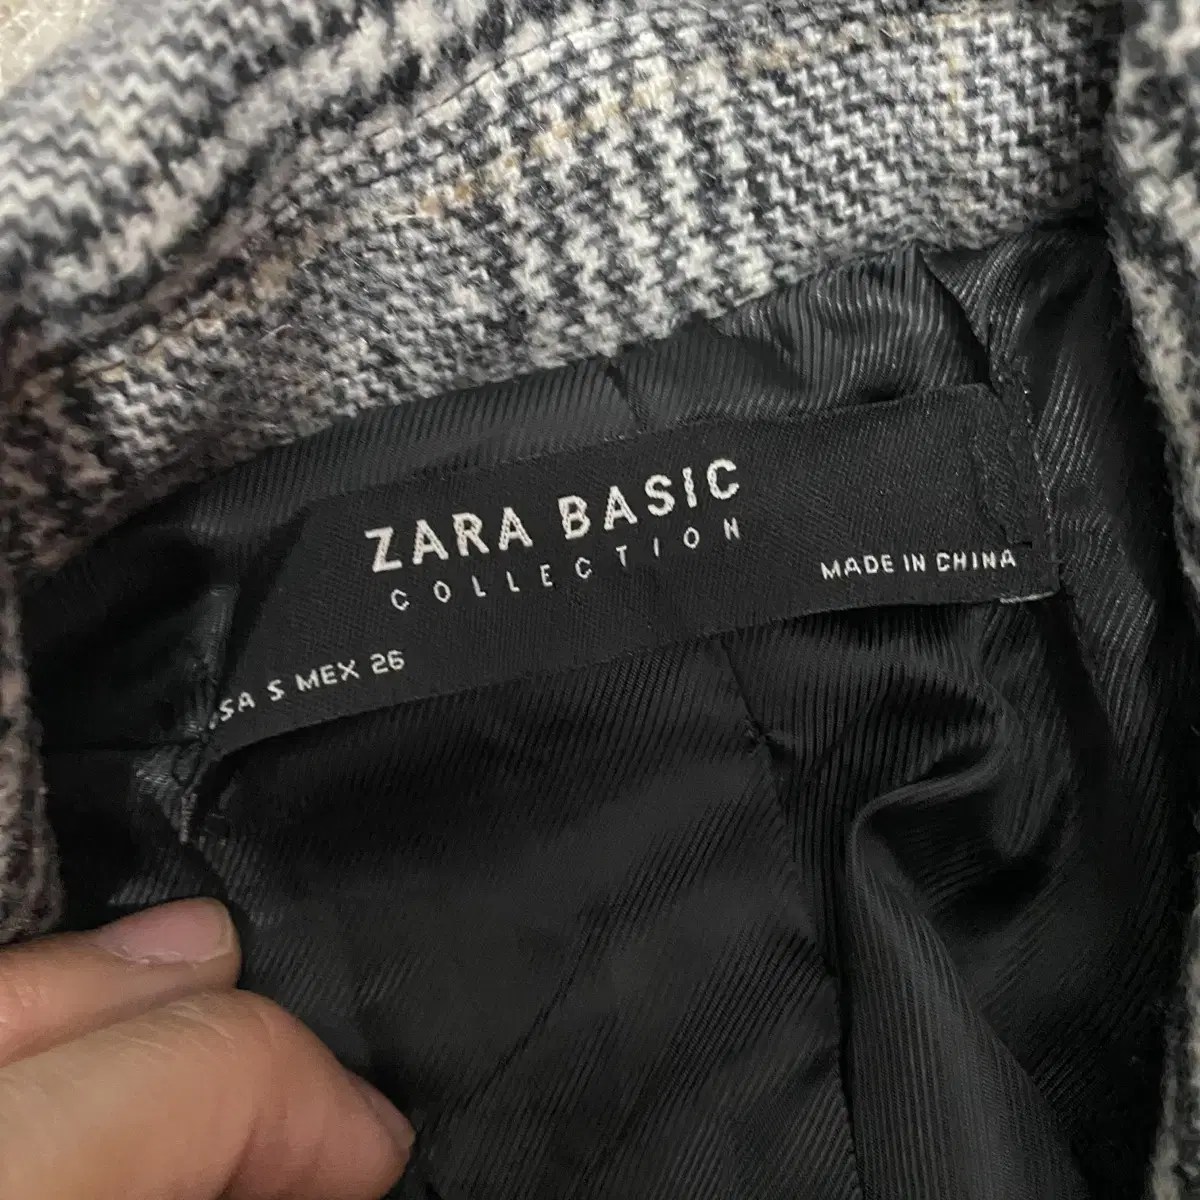 ZARA BASIC
COLLECTION
MADE IN CHINA
SA S MEX 26